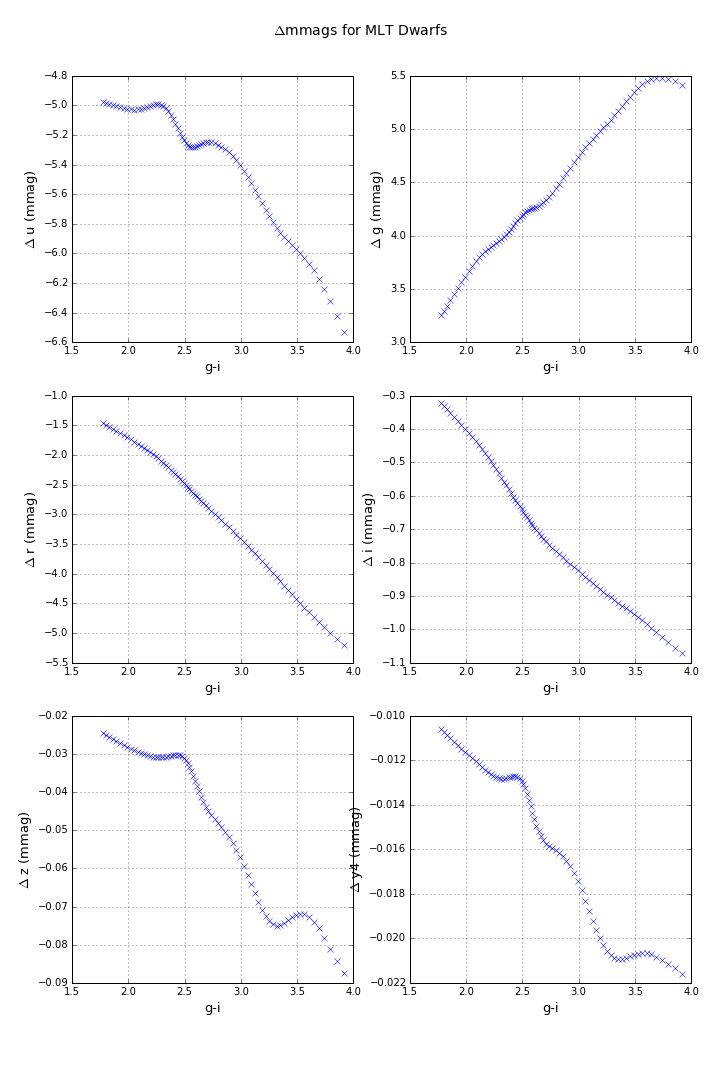 Δmmags for MLT Dwarfs
−4.8
−5.0
−5.2
−5.4
−5.6
−5.8
−6.0
−6.2
−6.4
−6.6
Δ u (mmag)
1.5 2.0 2.5 3.0 3.5 4.0
g-i
5.5
5.0
4.5
4.0
3.5
3.0
Δ g (mmag)
1.5 2.0 2.5 3.0 3.5 4.0
g-i
−1.0
−1.5
−2.0
−2.5
−3.0
−3.5
−4.0
−4.5
−5.0
−5.5
Δ r (mmag)
1.5 2.0 2.5 3.0 3.5 4.0
g-i
−0.3
−0.4
−0.5
−0.6
−0.7
−0.8
−0.9
−1.0
−1.1
Δ i (mmag)
1.5 2.0 2.5 3.0 3.5 4.0
g-i
−0.02
−0.03
−0.04
−0.05
−0.06
−0.07
−0.08
−0.09
Δ z (mmag)
1.5 2.0 2.5 3.0 3.5 4.0
g-i
−0.010
−0.012
−0.014
−0.016
−0.018
−0.020
−0.022
Δ y4 (mmag)
1.5 2.0 2.5 3.0 3.5 4.0
g-i